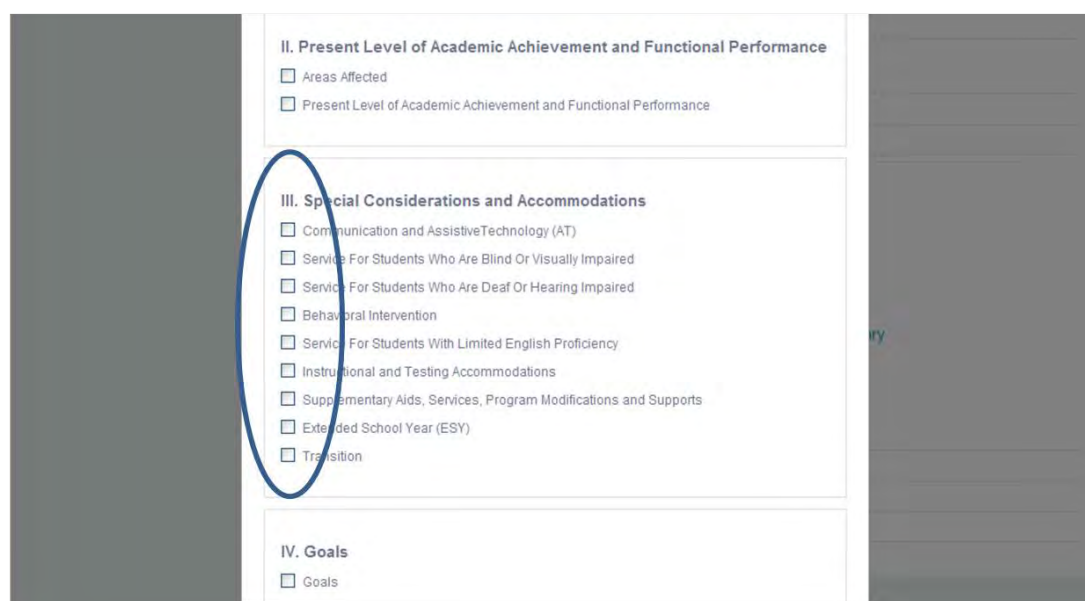 II. Present Level of Academic Achievement and Functional Performance
Areas Affected
Present Level of Academic Achievement and Functional Performance
III. Special Considerations and Accommodations
Communication and AssistiveTechnology (AT)
Service For Students Who Are Blind Or Visually Impaired
Service For Students Who Are Deaf Or Hearing Impaired
Behavioral Intervention
Service For Students With Limited English Proficiency
Instructional and Testing Accommodations
Supplementary Aids, Services, Program Modifications and Supports
Extended School Year (ESY)
Transition
IV. Goals
Goals